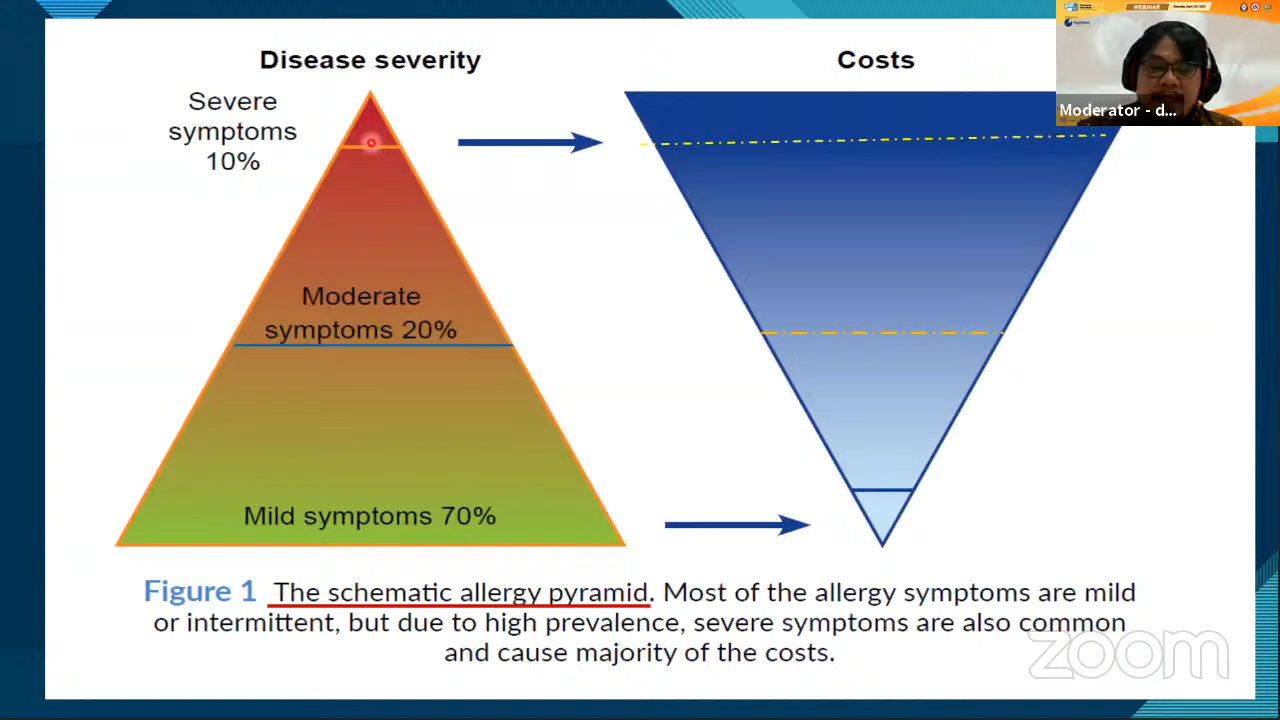 Disease severity
Costs
Severe
symptoms
10%
Moderate
symptoms 20%
Mild symptoms 70%
Figure 1 The schematic allergy pyramid. Most of the allergy symptoms are mild
or intermittent, but due to high prevalence, severe symptoms are also common
and cause majority of the costs.
WEBINAR
Moderator - d...
zoom